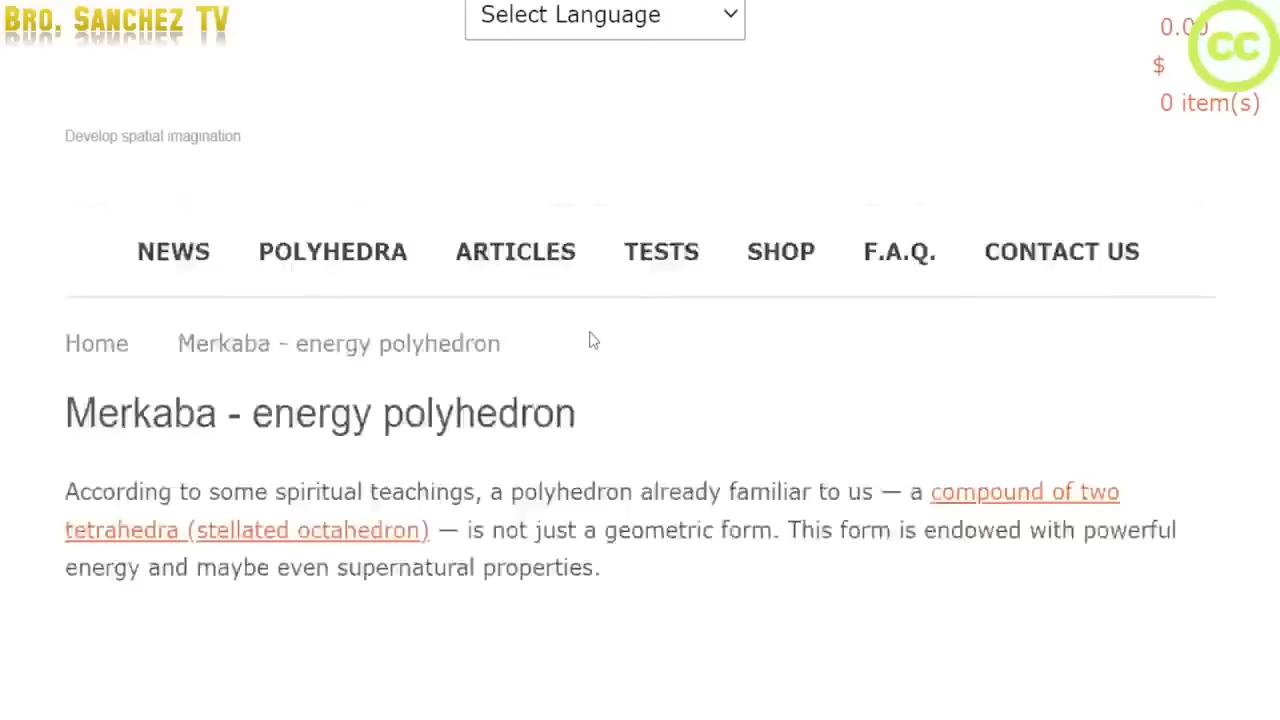 BRO. SANCHEZ TV
Select Language
0.00
CC
$
0 item(s)
Develop spatial imagination
NEWS POLYHEDRA ARTICLES TESTS SHOP F.A.Q. CONTACT US
Home Merkaba - energy polyhedron
Merkaba - energy polyhedron
According to some spiritual teachings, a polyhedron already familiar to us — a compound of two
tetrahedra (stellated octahedron) — is not just a geometric form. This form is endowed with powerful
energy and maybe even supernatural properties.